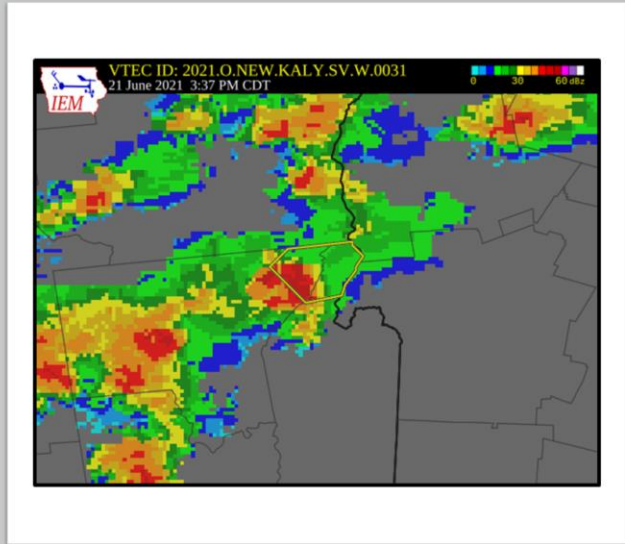 IEM
VTEC ID: 2021.O.NEW.KALY.SV.W.0031
21 June 2021 3:37 PM CDT
0 30 60 dBz